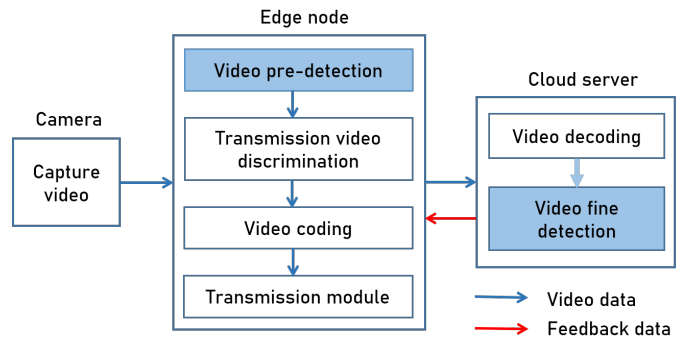 Edge node
Video pre-detection
Cloud server
Camera
Capture
video
Transmission video
discrimination
Video decoding
Video coding
Video fine
detection
Transmission module
Video data
Feedback data